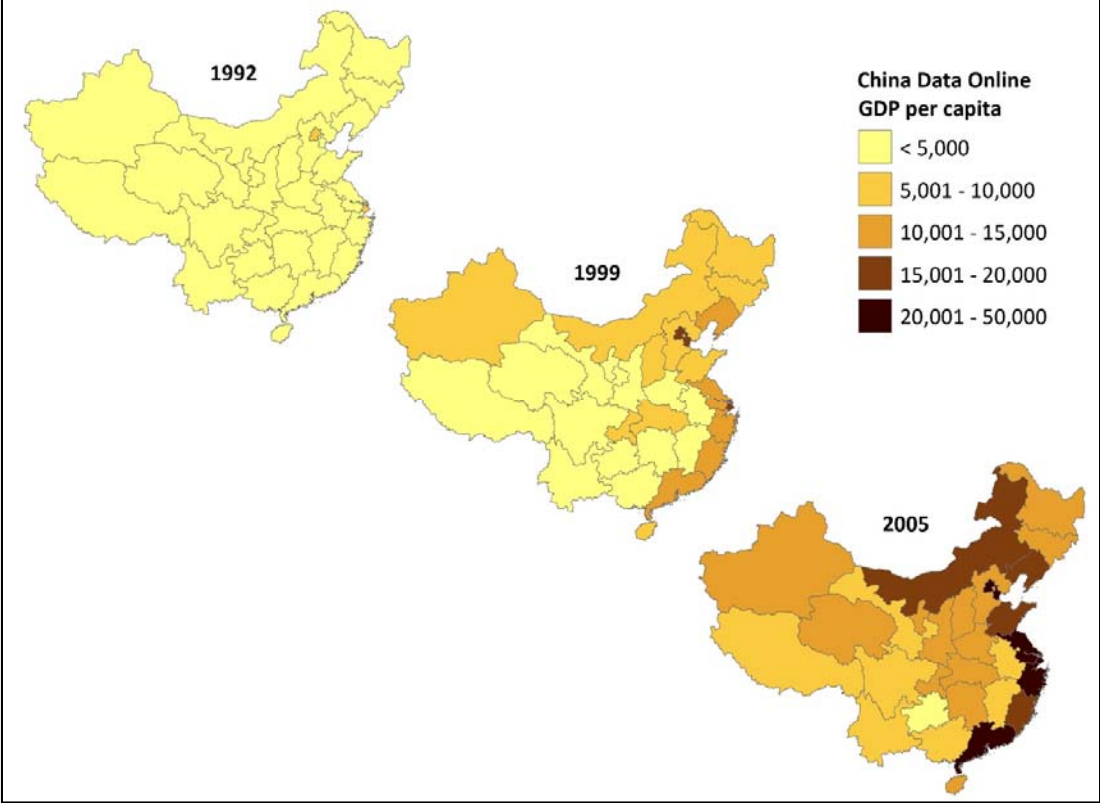 1992
China Data Online
GDP per capita
< 5,000
5,001 - 10,000
10,001 - 15,000
15,001 - 20,000
20,001 - 50,000
1999
2005